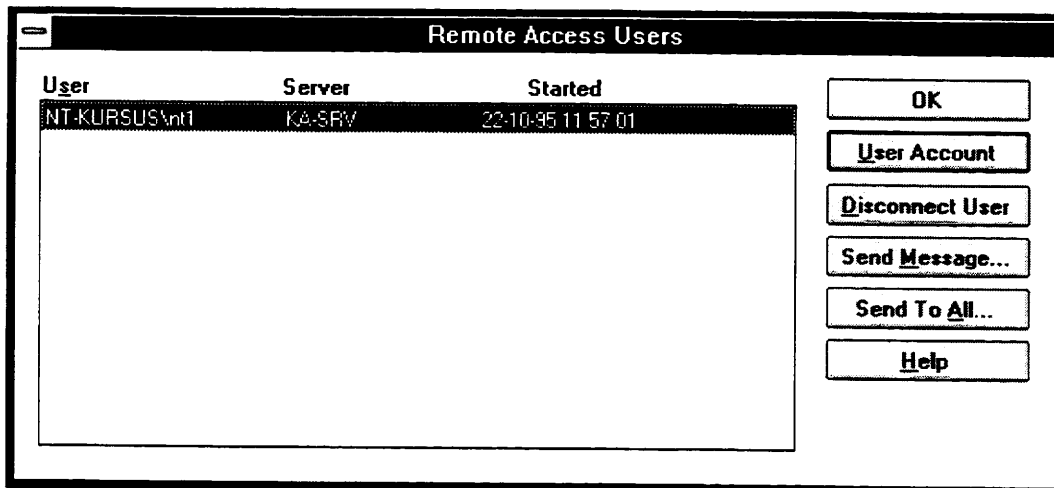 Remote Access Users
User Server Started
NT-KURSUS\nt1 KA-SRV 22-10-95 11 57 01
OK
User Account
Disconnect User
Send Message...
Send To All...
Help